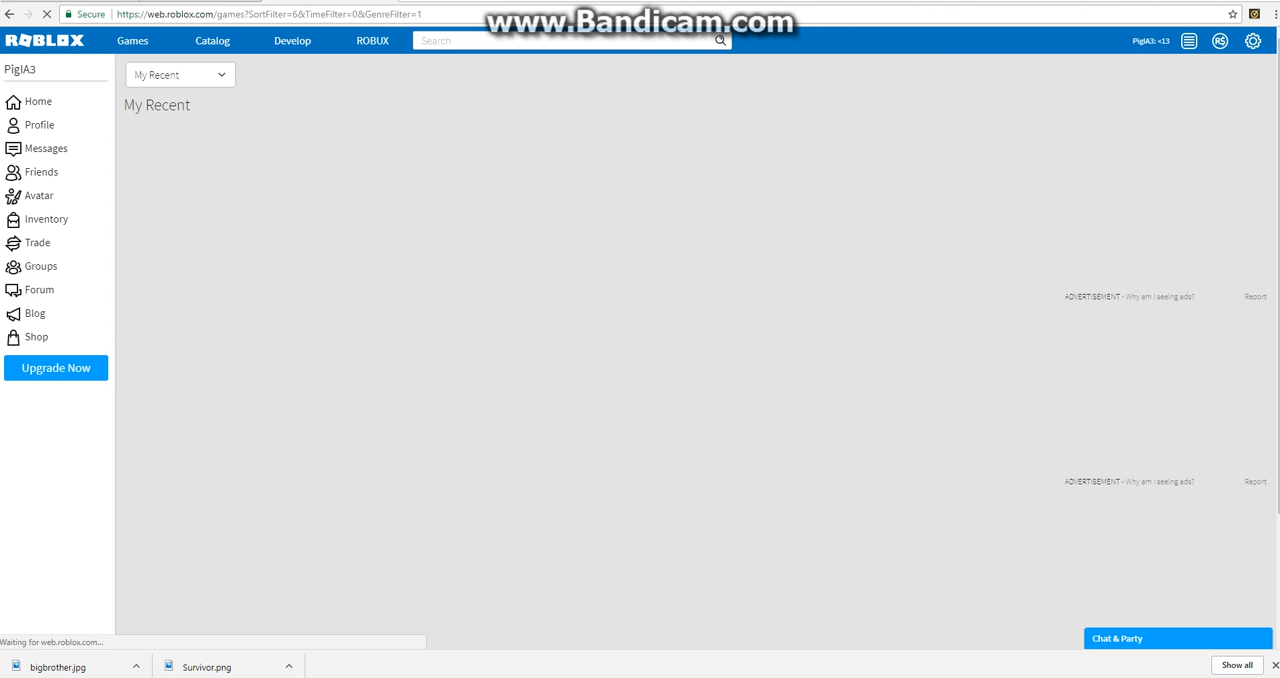 Secure
https://web.roblox.com/games?SortFilter=6&TimeFilter=0&GenreFilter=1
www.Bandicam.com
ROBLOX
Games
Catalog
Develop
ROBUX
Search
PigIA3: <13
R$
PigIA3
My Recent
My Recent
Home
Profile
Messages
Friends
Avatar
Inventory
Trade
Groups
Forum
Blog
Shop
Upgrade Now
ADVERTISEMENT - Why am I seeing ads?
Report
ADVERTISEMENT - Why am I seeing ads?
Report
Chat & Party
Waiting for web.roblox.com...
bigbrother.jpg
Survivor.png
Show all